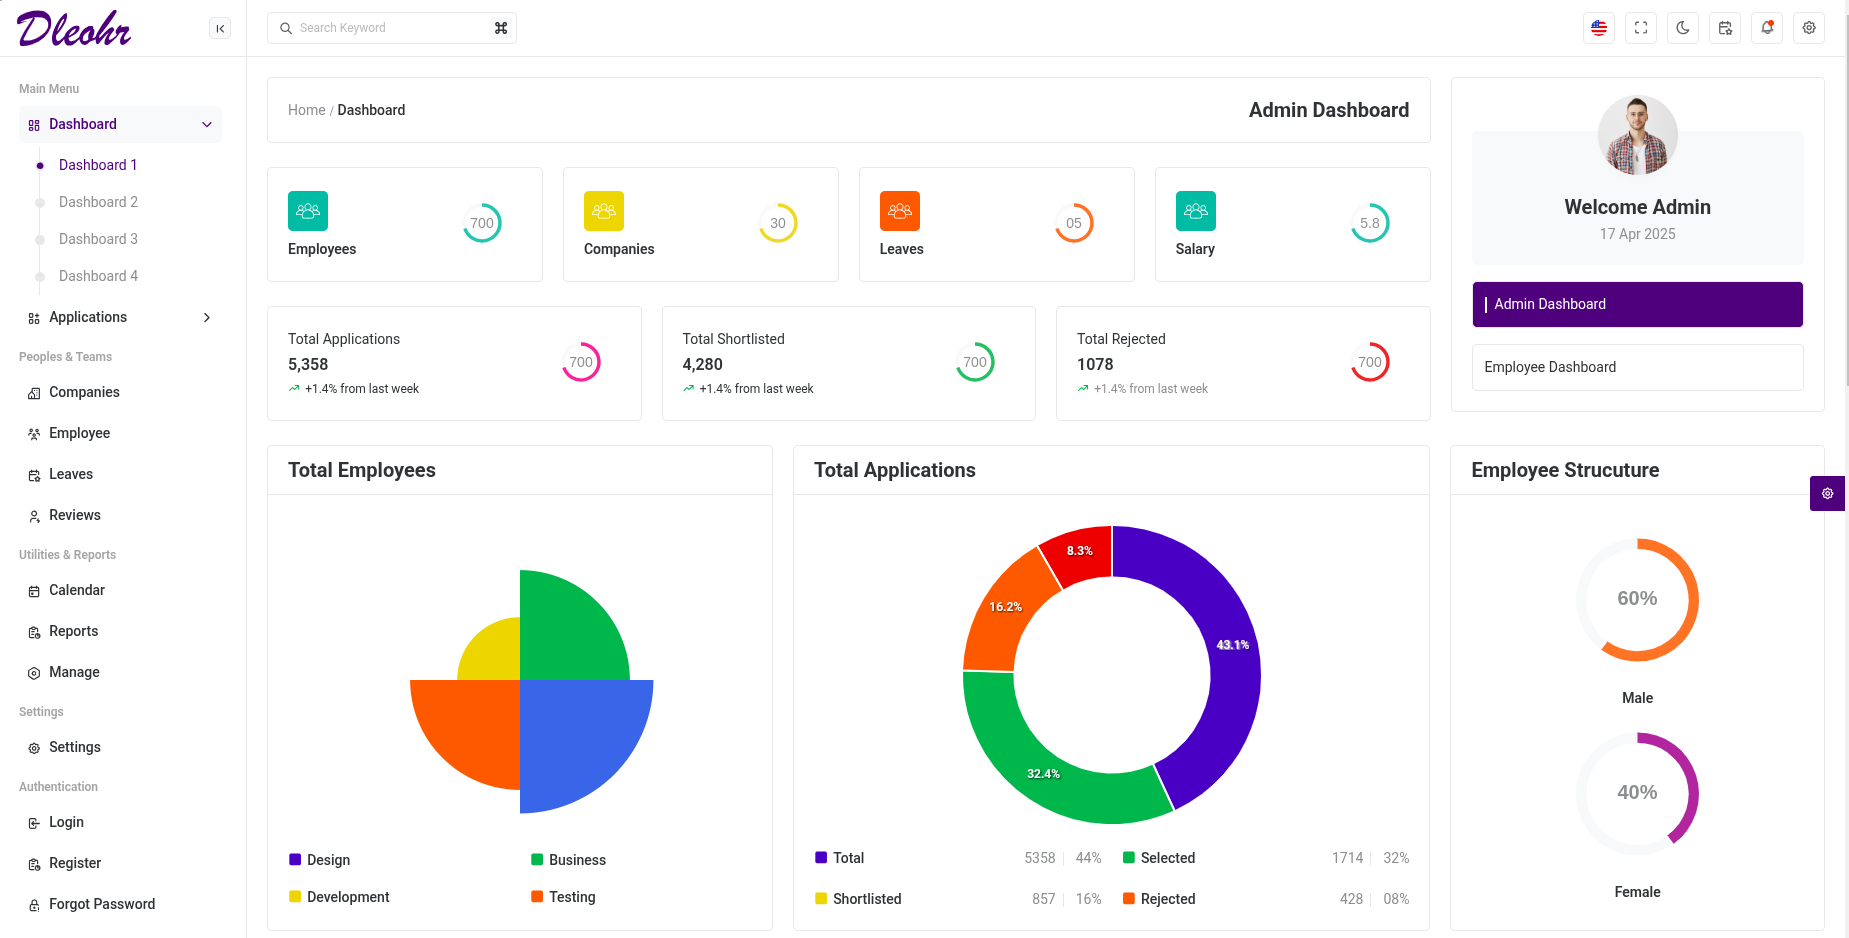 Dleohr
Search Keyword
Main Menu
Dashboard
Dashboard 1
Dashboard 2
Dashboard 3
Dashboard 4
Applications
Peoples & Teams
Companies
Employee
Leaves
Reviews
Utilities & Reports
Calendar
Reports
Manage
Settings
Settings
Authentication
Login
Register
Forgot Password
Home / Dashboard
Admin Dashboard
Employees
700
Companies
30
Leaves
05
Salary
5.8
Total Applications
5,358
+1.4% from last week
700
Total Shortlisted
4,280
+1.4% from last week
700
Total Rejected
1078
+1.4% from last week
700
Welcome Admin
17 Apr 2025
Admin Dashboard
Employee Dashboard
Total Employees
Design
Business
Development
Testing
Total Applications
8.3%
16.2%
43.1%
32.4%
Total 5358 44%
Selected 1714 32%
Shortlisted 857 16%
Rejected 428 08%
Employee Strucuture
60%
Male
40%
Female